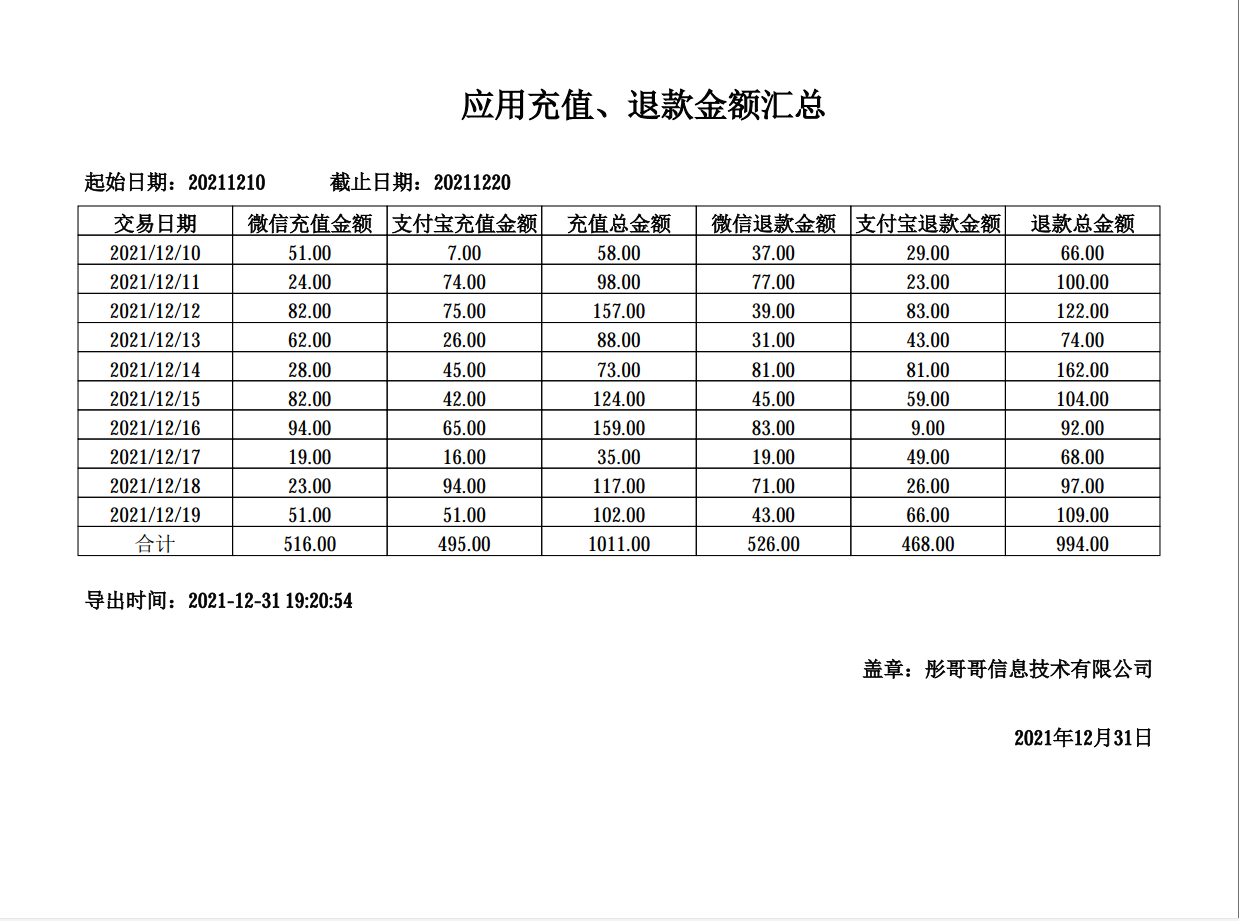 应用充值、退款金额汇总
起始日期：20211210 截止日期：20211220
交易日期 微信充值金额 支付宝充值金额 充值总金额 微信退款金额 支付宝退款金额 退款总金额
2021/12/10 51.00 7.00 58.00 37.00 29.00 66.00
2021/12/11 24.00 74.00 98.00 77.00 23.00 100.00
2021/12/12 82.00 75.00 157.00 39.00 83.00 122.00
2021/12/13 62.00 26.00 88.00 31.00 43.00 74.00
2021/12/14 28.00 45.00 73.00 81.00 81.00 162.00
2021/12/15 82.00 42.00 124.00 45.00 59.00 104.00
2021/12/16 94.00 65.00 159.00 83.00 9.00 92.00
2021/12/17 19.00 16.00 35.00 19.00 49.00 68.00
2021/12/18 23.00 94.00 117.00 71.00 26.00 97.00
2021/12/19 51.00 51.00 102.00 43.00 66.00 109.00
合计 516.00 495.00 1011.00 526.00 468.00 994.00
导出时间：2021-12-31 19:20:54
盖章：彤哥哥信息技术有限公司
2021年12月31日